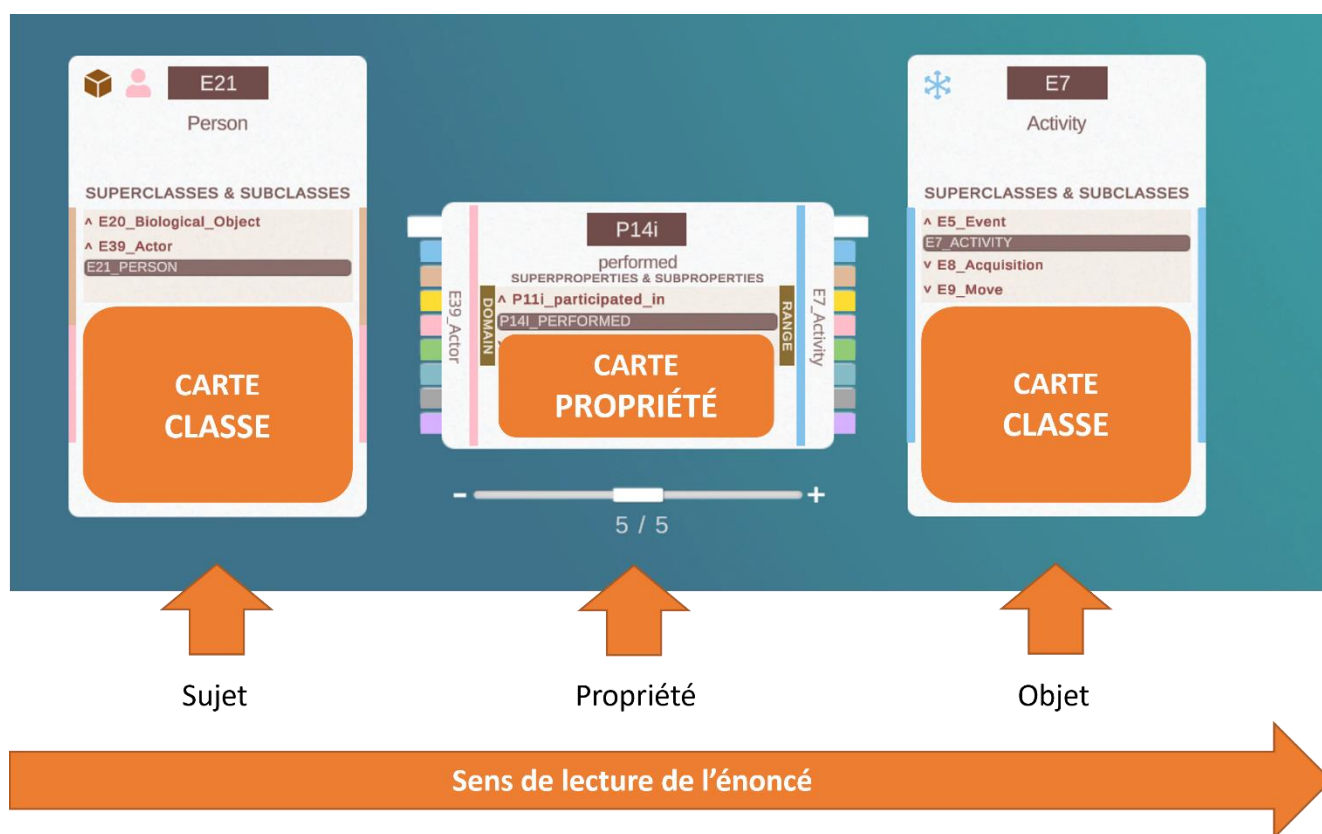 E21
Person
SUPERCLASSES & SUBCLASSES
ʌ E20_Biological_Object
ʌ E39_Actor
E21_PERSON
CARTE
CLASSE
P14i
performed
SUPERPROPERTIES & SUBPROPERTIES
E39_Actor
DOMAIN
ʌ P11i_participated_in
P14I_PERFORMED
RANGE
E7_Activity
CARTE
PROPRIÉTÉ
- +
5 / 5
E7
Activity
SUPERCLASSES & SUBCLASSES
ʌ E5_Event
E7_ACTIVITY
v E8_Acquisition
v E9_Move
CARTE
CLASSE
Sujet
Propriété
Objet
Sens de lecture de l’énoncé